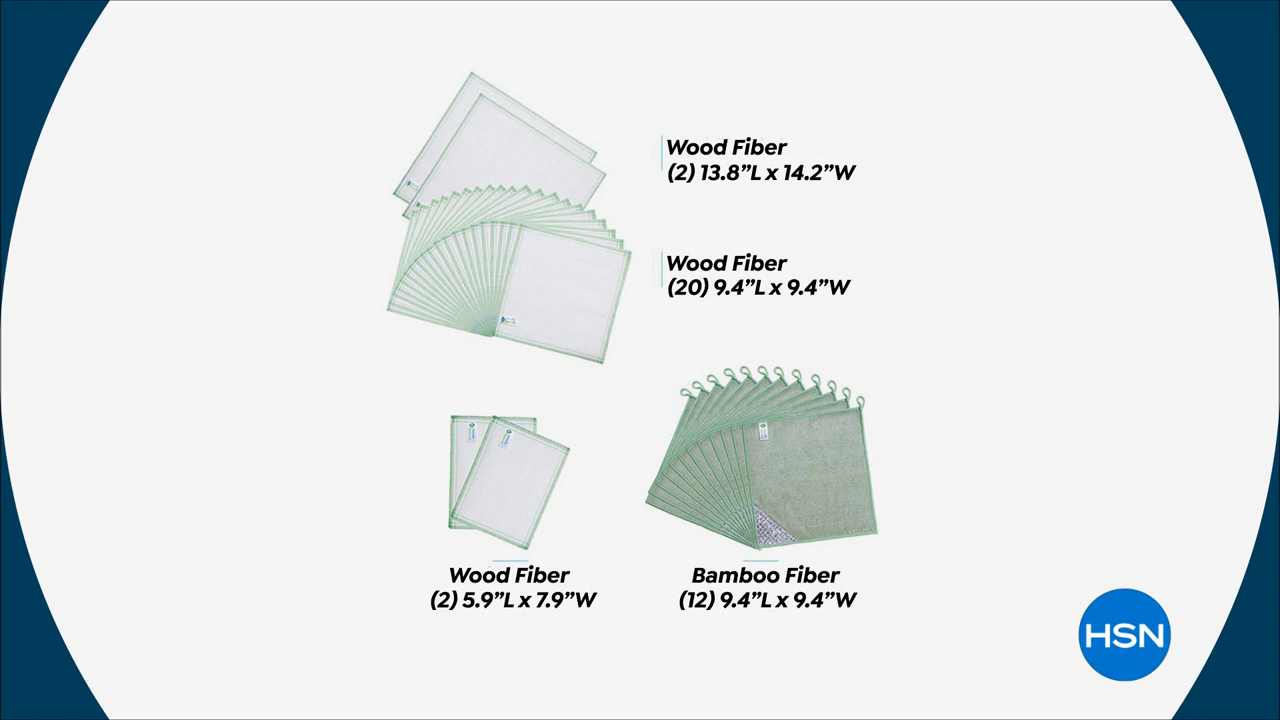 Wood Fiber
(2) 13.8”L x 14.2”W
Wood Fiber
(20) 9.4”L x 9.4”W
Wood Fiber
(2) 5.9”L x 7.9”W
Bamboo Fiber
(12) 9.4”L x 9.4”W
HSN